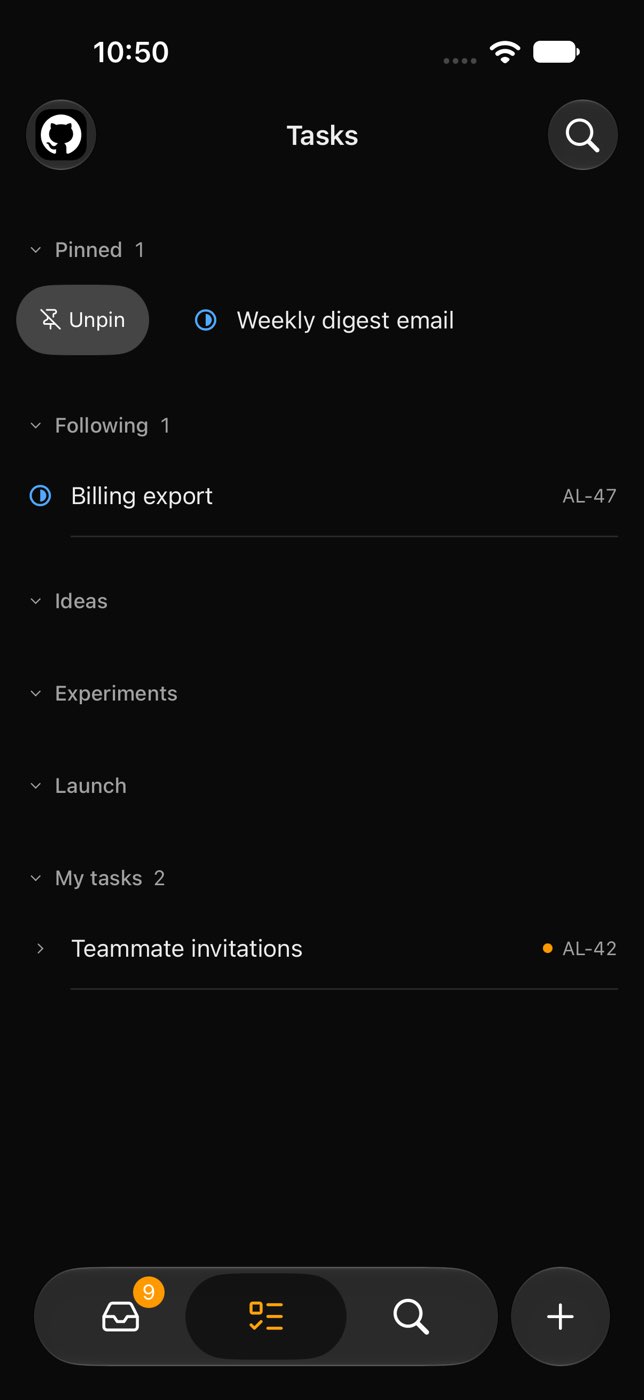 10:50
Tasks
Pinned 1
Unpin Weekly digest email
Following 1
Billing export AL-47
Ideas
Experiments
Launch
My tasks 2
Teammate invitations AL-42
9